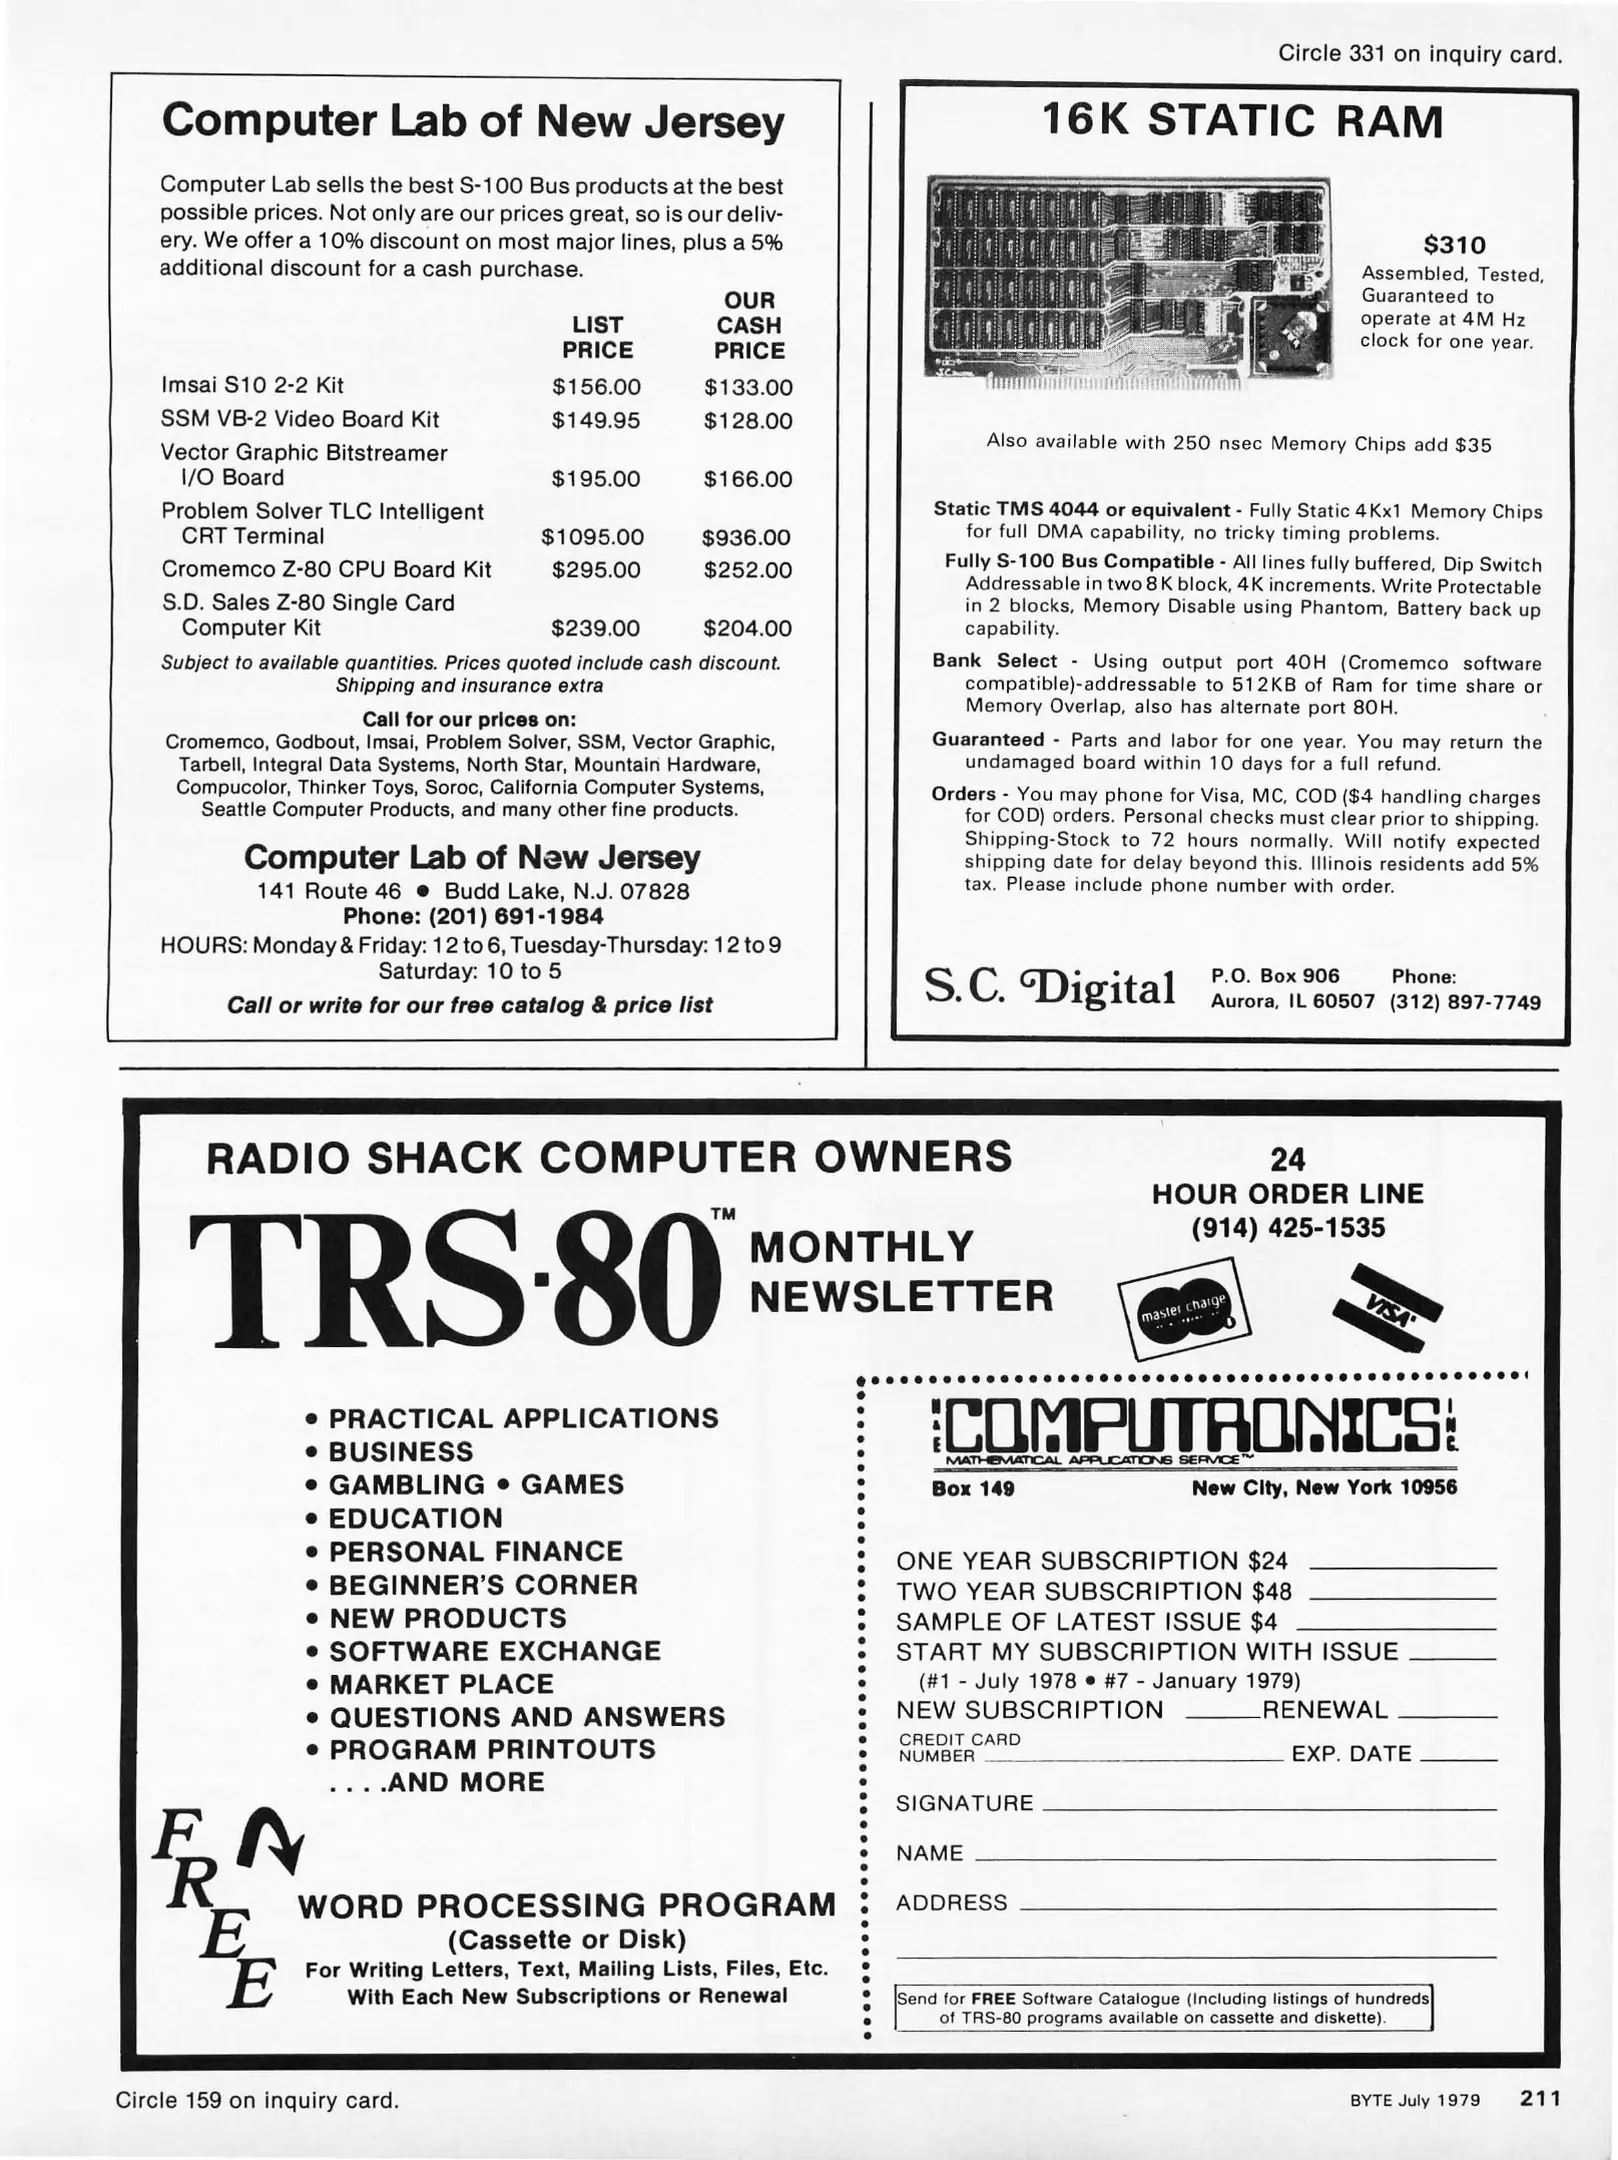 Circle 331 on inquiry card.
Computer Lab of New Jersey
Computer Lab sells the best S-100 Bus products at the best
possible prices. Not only are our prices great, so is our deliv-
ery. We offer a 10% discount on most major lines, plus a 5%
additional discount for a cash purchase.
OUR
LIST CASH
PRICE PRICE
Imsai S10 2-2 Kit $156.00 $133.00
SSM VB-2 Video Board Kit $149.95 $128.00
Vector Graphic Bitstreamer
I/O Board $195.00 $166.00
Problem Solver TLC Intelligent
CRT Terminal $1095.00 $936.00
Cromemco Z-80 CPU Board Kit $295.00 $252.00
S.D. Sales Z-80 Single Card
Computer Kit $239.00 $204.00
Subject to available quantities. Prices quoted include cash discount.
Shipping and insurance extra
Call for our prices on:
Cromemco, Godbout, Imsai, Problem Solver, SSM, Vector Graphic,
Tarbell, Integral Data Systems, North Star, Mountain Hardware,
Compucolor, Thinker Toys, Soroc, California Computer Systems,
Seattle Computer Products, and many other fine products.
Computer Lab of New Jersey
141 Route 46 • Budd Lake, N.J. 07828
Phone: (201) 691-1984
HOURS: Monday & Friday: 12 to 6, Tuesday-Thursday: 12 to 9
Saturday: 10 to 5
Call or write for our free catalog & price list
16K STATIC RAM
$310
Assembled, Tested,
Guaranteed to
operate at 4M Hz
clock for one year.
Also available with 250 nsec Memory Chips add $35
Static TMS 4044 or equivalent - Fully Static 4Kx1 Memory Chips
for full DMA capability, no tricky timing problems.
Fully S-100 Bus Compatible - All lines fully buffered, Dip Switch
Addressable in two 8K block, 4K increments. Write Protectable
in 2 blocks, Memory Disable using Phantom, Battery back up
capability.
Bank Select - Using output port 40H (Cromemco software
compatible)-addressable to 512KB of Ram for time share or
Memory Overlap, also has alternate port 80H.
Guaranteed - Parts and labor for one year. You may return the
undamaged board within 10 days for a full refund.
Orders - You may phone for Visa, MC, COD ($4 handling charges
for COD) orders. Personal checks must clear prior to shipping.
Shipping-Stock to 72 hours normally. Will notify expected
shipping date for delay beyond this. Illinois residents add 5%
tax. Please include phone number with order.
S.C. Digital P.O. Box 906 Phone:
Aurora, IL 60507 (312) 897-7749
RADIO SHACK COMPUTER OWNERS
TRS-80™ MONTHLY
NEWSLETTER
24
HOUR ORDER LINE
(914) 425-1535
master charge
VISA
• PRACTICAL APPLICATIONS
• BUSINESS
• GAMBLING • GAMES
• EDUCATION
• PERSONAL FINANCE
• BEGINNER'S CORNER
• NEW PRODUCTS
• SOFTWARE EXCHANGE
• MARKET PLACE
• QUESTIONS AND ANSWERS
• PROGRAM PRINTOUTS
. . . .AND MORE
FREE
WORD PROCESSING PROGRAM
(Cassette or Disk)
For Writing Letters, Text, Mailing Lists, Files, Etc.
With Each New Subscriptions or Renewal
COMPUTRONICS INC.
MATHEMATICAL APPLICATIONS SERVICE™
Box 149 New City, New York 10956
ONE YEAR SUBSCRIPTION $24
TWO YEAR SUBSCRIPTION $48
SAMPLE OF LATEST ISSUE $4
START MY SUBSCRIPTION WITH ISSUE
(#1 - July 1978 • #7 - January 1979)
NEW SUBSCRIPTION RENEWAL
CREDIT CARD
NUMBER EXP. DATE
SIGNATURE
NAME
ADDRESS
Send for FREE Software Catalogue (Including listings of hundreds
of TRS-80 programs available on cassette and diskette).
Circle 159 on inquiry card.
BYTE July 1979 211